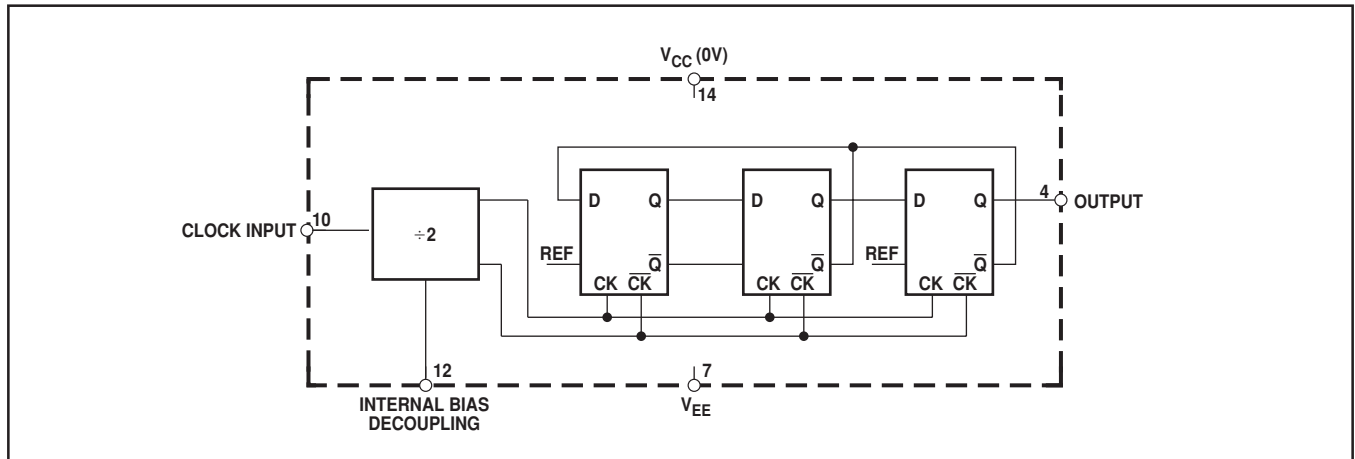 V_CC (0V)
14
D Q D Q D Q 4 OUTPUT
CLOCK INPUT 10 ÷2
REF Q̅ Q̅ REF Q̅
CK C̅K̅ CK C̅K̅ CK C̅K̅
12 7
INTERNAL BIAS V_EE
DECOUPLING